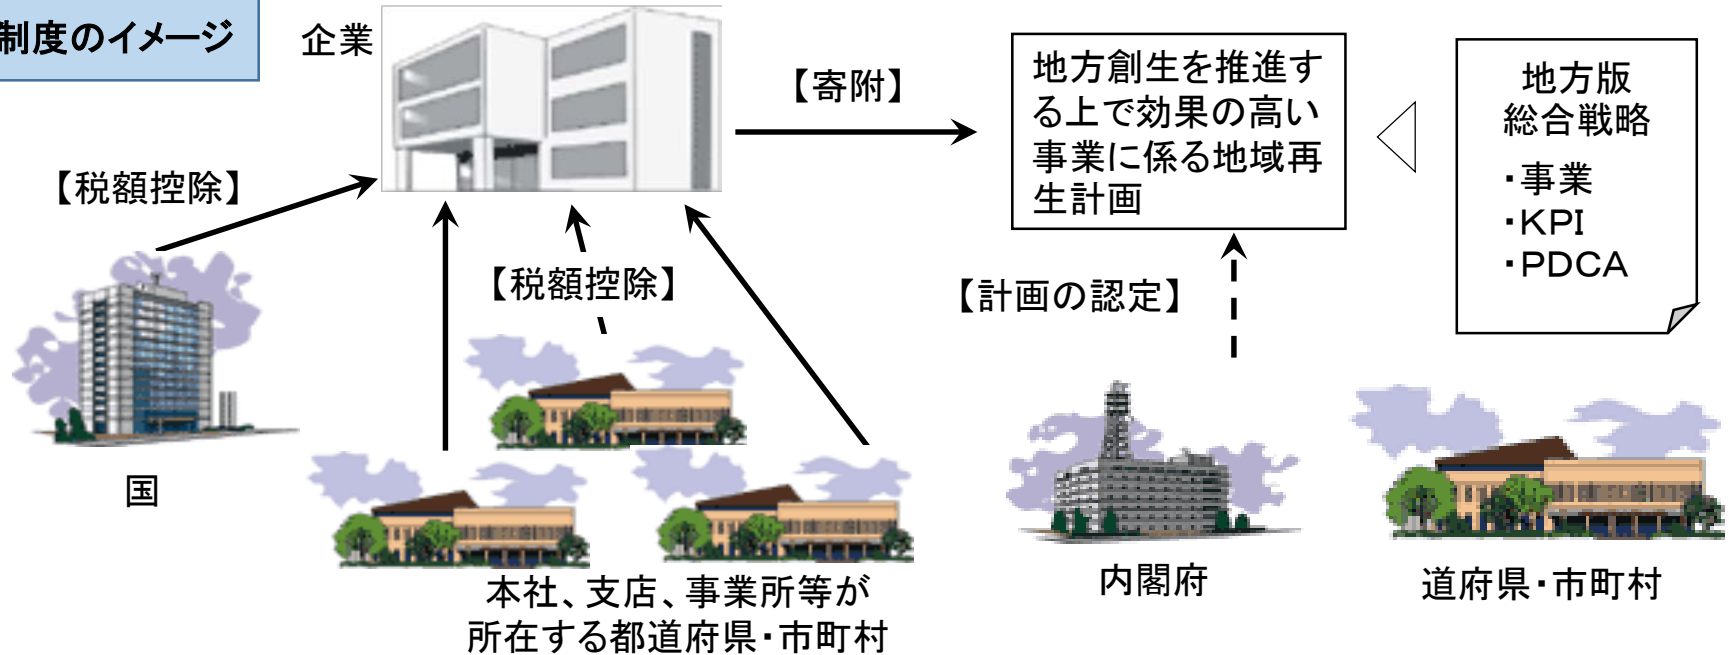 制度のイメージ
企業
【税額控除】
国
【税額控除】
本社、支店、事業所等が
所在する都道府県・市町村
【寄附】
地方創生を推進す
る上で効果の高い
事業に係る地域再
生計画
【計画の認定】
内閣府
地方版
総合戦略
・事業
・KPI
・PDCA
道府県・市町村